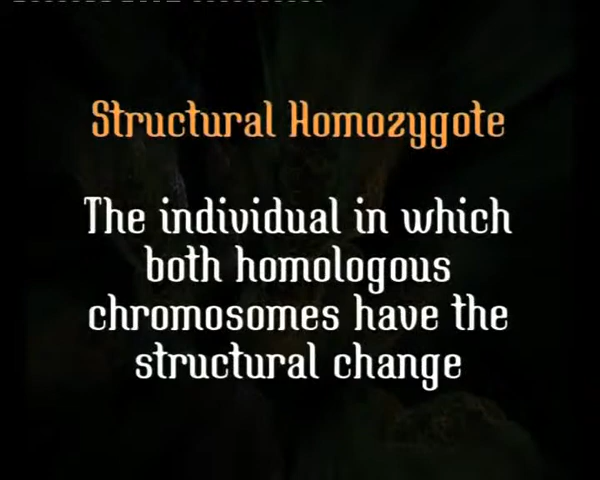 Structural Homozygote
The individual in which
both homologous
chromosomes have the
structural change